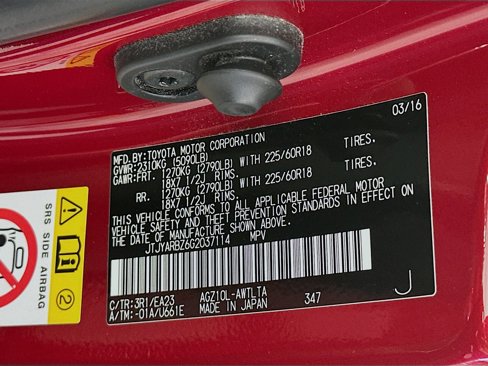 03/16
MFD.BY:TOYOTA MOTOR CORPORATION
GVWR:2310KG (5090LB)
GAWR:FRT. 1270KG (2790LB) WITH 225/60R18 TIRES.
18X7 1/2J RIMS.
RR. 1270KG (2790LB) WITH 225/60R18 TIRES.
18X7 1/2J RIMS.
THIS VEHICLE CONFORMS TO ALL APPLICABLE FEDERAL MOTOR
VEHICLE SAFETY AND THEFT PREVENTION STANDARDS IN EFFECT ON
THE DATE OF MANUFACTURE SHOWN ABOVE.
JTJYARBZ6G2037114 MPV
C/TR:3R1/EA23 AGZ10L-AWTLTA
A/TM:-01A/U661E MADE IN JAPAN 347 J
SRS SIDE AIRBAG
2